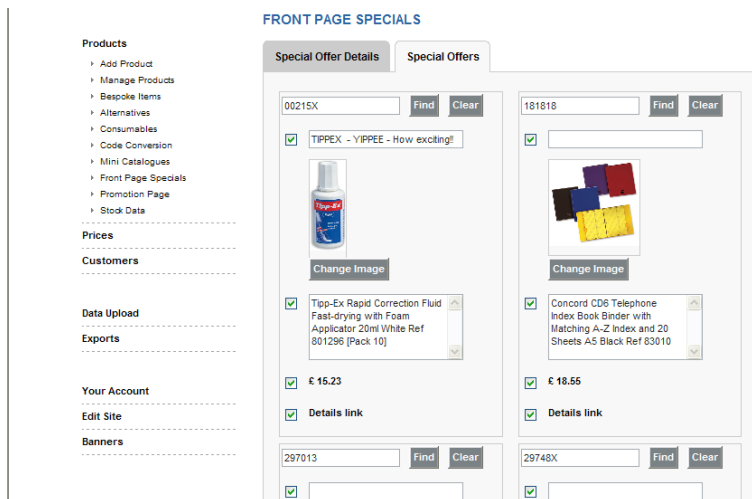 FRONT PAGE SPECIALS
Products
Add Product
Manage Products
Bespoke Items
Alternatives
Consumables
Code Conversion
Mini Catalogues
Front Page Specials
Promotion Page
Stock Data
Prices
Customers
Data Upload
Exports
Your Account
Edit Site
Banners
Special Offer Details
Special Offers
00215X
Find
Clear
TIPPEX - YIPPEE - How exciting!!
Tipp-Ex
Change Image
Tipp-Ex Rapid Correction Fluid
Fast-drying with Foam
Applicator 20ml White Ref
801296 [Pack 10]
£ 15.23
Details link
181818
Find
Clear
Change Image
Concord CD6 Telephone
Index Book Binder with
Matching A-Z Index and 20
Sheets A5 Black Ref 83010
£ 18.55
Details link
297013
Find
Clear
29748X
Find
Clear